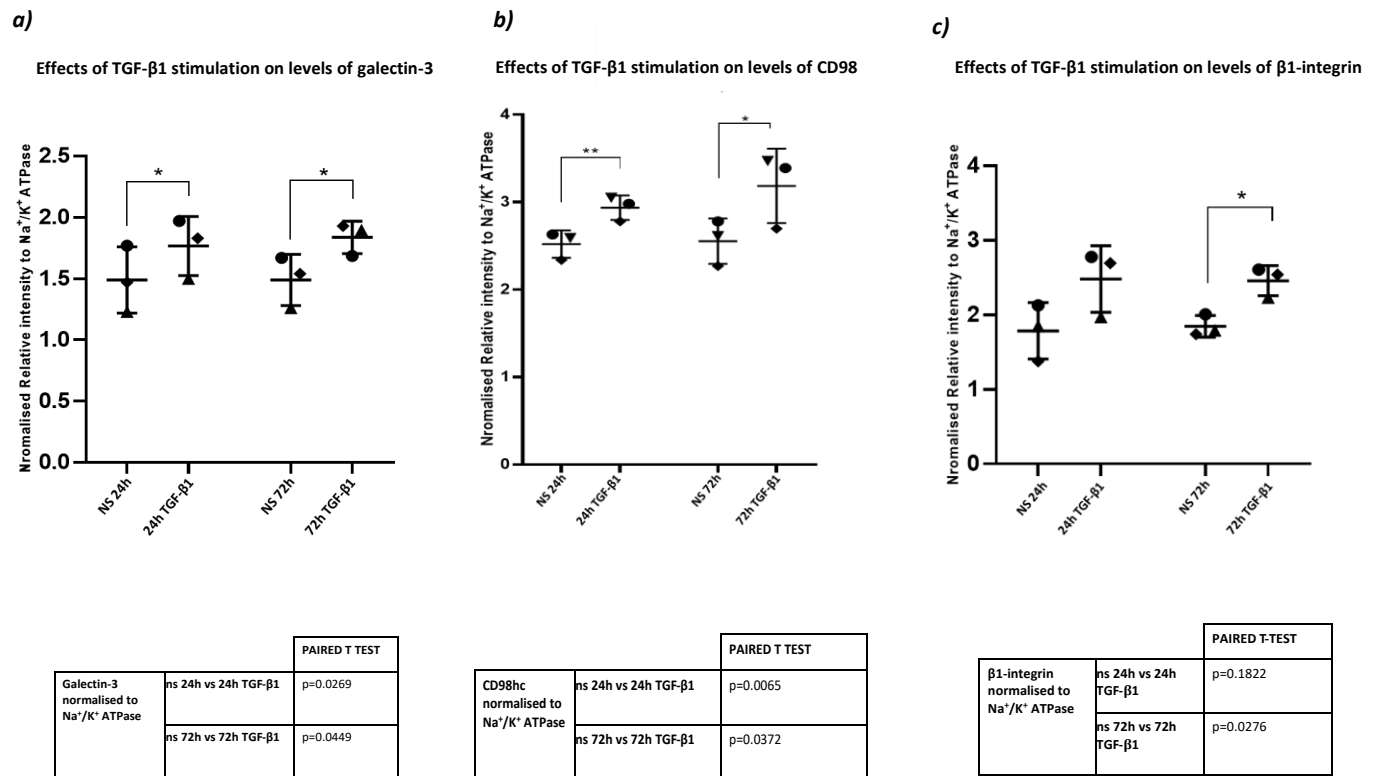 a)
Effects of TGF-β1 stimulation on levels of galectin-3
Nromalised Relative intensity to Na⁺/K⁺ ATPase
2.5
2.0
1.5
1.0
0.5
0.0
*
*
NS 24h
24h TGF-β1
NS 72h
72h TGF-β1
PAIRED T TEST
Galectin-3
normalised to
Na⁺/K⁺ ATPase
ns 24h vs 24h TGF-β1
p=0.0269
ns 72h vs 72h TGF-β1
p=0.0449
b)
Effects of TGF-β1 stimulation on levels of CD98
Nromalised Relative intensity to Na⁺/K⁺ ATPase
4
3
2
1
0
**
*
NS 24h
24h TGF-β1
NS 72h
72h TGF-β1
PAIRED T TEST
CD98hc
normalised to
Na⁺/K⁺ ATPase
ns 24h vs 24h TGF-β1
p=0.0065
ns 72h vs 72h TGF-β1
p=0.0372
c)
Effects of TGF-β1 stimulation on levels of β1-integrin
Nromalised Relative intensity to Na⁺/K⁺ ATPase
4
3
2
1
0
*
NS 24h
24h TGF-β1
NS 72h
72h TGF-β1
PAIRED T-TEST
β1-integrin
normalised to
Na⁺/K⁺ ATPase
ns 24h vs 24h
TGF-β1
p=0.1822
ns 72h vs 72h
TGF-β1
p=0.0276